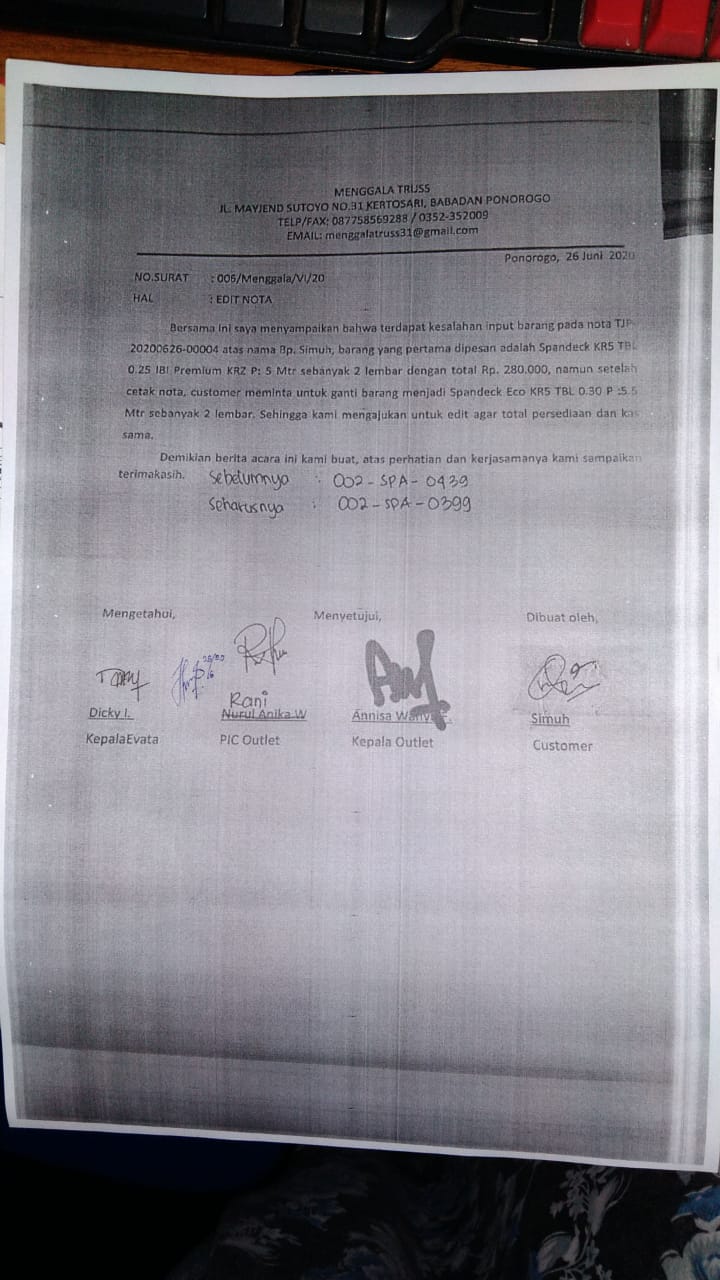 MENGGALA TRUSS
JL. MAYJEND SUTOYO NO.31 KERTOSARI, BABADAN PONOROGO
TELP/FAX: 087758569288 / 0352-352009
EMAIL: menggalatruss31@gmail.com
Ponorogo, 26 Juni 2020
NO.SURAT : 006/Menggala/VI/20
HAL : EDIT NOTA
Bersama ini saya menyampaikan bahwa terdapat kesalahan input barang pada nota TJP-
20200626-00004 atas nama Bp. Simuh, barang yang pertama dipesan adalah Spandeck KR5 TBL
0.25 IBI Premium KRZ P: 5 Mtr sebanyak 2 lembar dengan total Rp. 280.000, namun setelah
cetak nota, customer meminta untuk ganti barang menjadi Spandeck Eco KR5 TBL 0.30 P :5.5
Mtr sebanyak 2 lembar. Sehingga kami mengajukan untuk edit agar total persediaan dan kas
sama.
Demikian berita acara ini kami buat, atas perhatian dan kerjasamanya kami sampaikan
terimakasih.
Sebelumnya : 002-SPA-0439
Seharusnya : 002-SPA-0399
Mengetahui, Menyetujui, Dibuat oleh,
Rani
Dicky I. Nurul Anika W Annisa Simuh
KepalaEvata PIC Outlet Kepala Outlet Customer